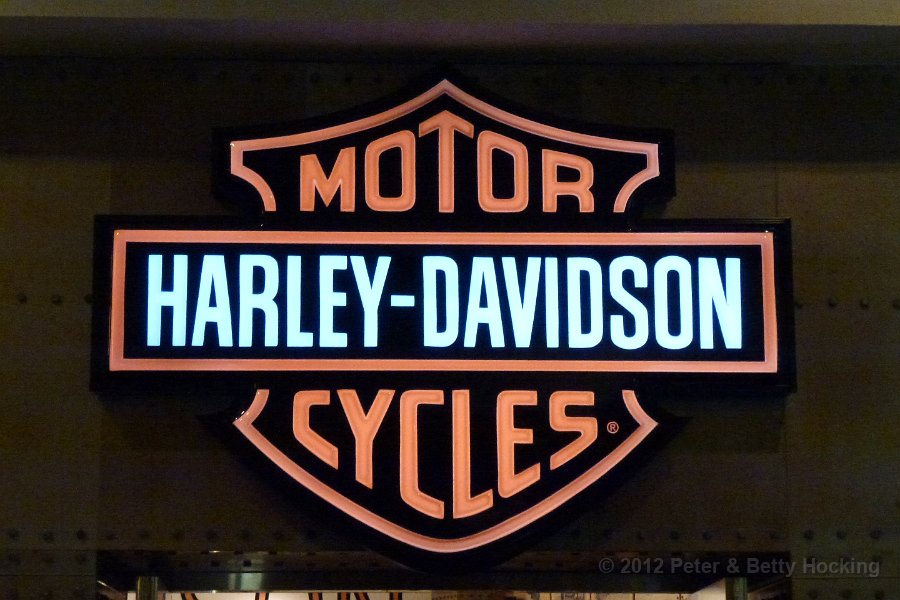 MOTOR
HARLEY-DAVIDSON
CYCLES®
© 2012 Peter & Betty Hocking